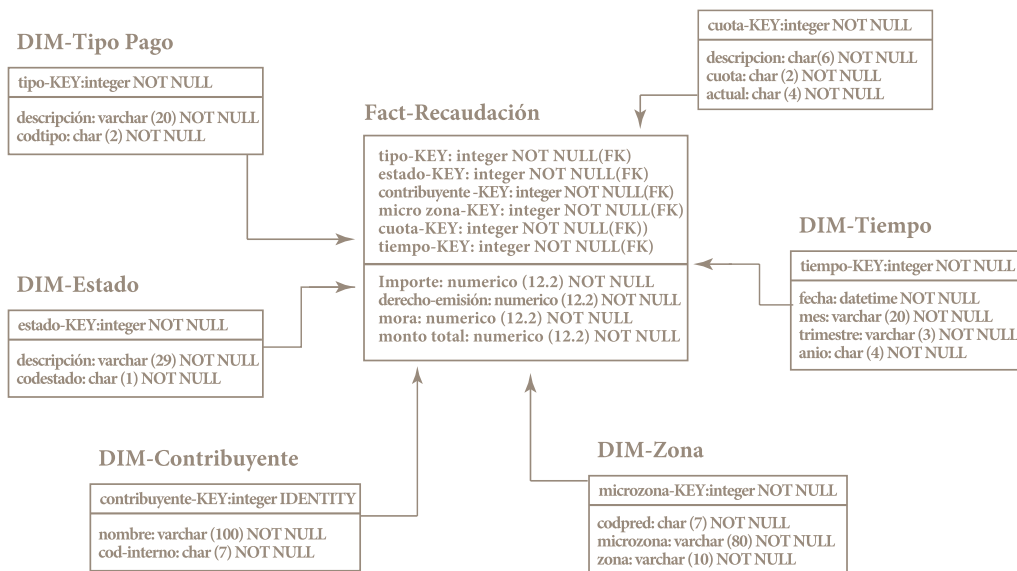 DIM-Tipo Pago
tipo-KEY:integer NOT NULL
descripción: varchar (20) NOT NULL
codtipo: char (2) NOT NULL
cuota-KEY:integer NOT NULL
descripcion: char(6) NOT NULL
cuota: char (2) NOT NULL
actual: char (4) NOT NULL
Fact-Recaudación
tipo-KEY: integer NOT NULL(FK)
estado-KEY: integer NOT NULL(FK)
contribuyente -KEY: integer NOT NULL(FK)
micro zona-KEY: integer NOT NULL(FK)
cuota-KEY: integer NOT NULL(FK))
tiempo-KEY: integer NOT NULL(FK)
Importe: numerico (12.2) NOT NULL
derecho-emisión: numerico (12.2) NOT NULL
mora: numerico (12.2) NOT NULL
monto total: numerico (12.2) NOT NULL
DIM-Tiempo
tiempo-KEY:integer NOT NULL
fecha: datetime NOT NULL
mes: varchar (20) NOT NULL
trimestre: varchar (3) NOT NULL
anio: char (4) NOT NULL
DIM-Estado
estado-KEY:integer NOT NULL
descripción: varchar (29) NOT NULL
codestado: char (1) NOT NULL
DIM-Contribuyente
contribuyente-KEY:integer IDENTITY
nombre: varchar (100) NOT NULL
cod-interno: char (7) NOT NULL
DIM-Zona
microzona-KEY:integer NOT NULL
codpred: char (7) NOT NULL
microzona: varchar (80) NOT NULL
zona: varchar (10) NOT NULL